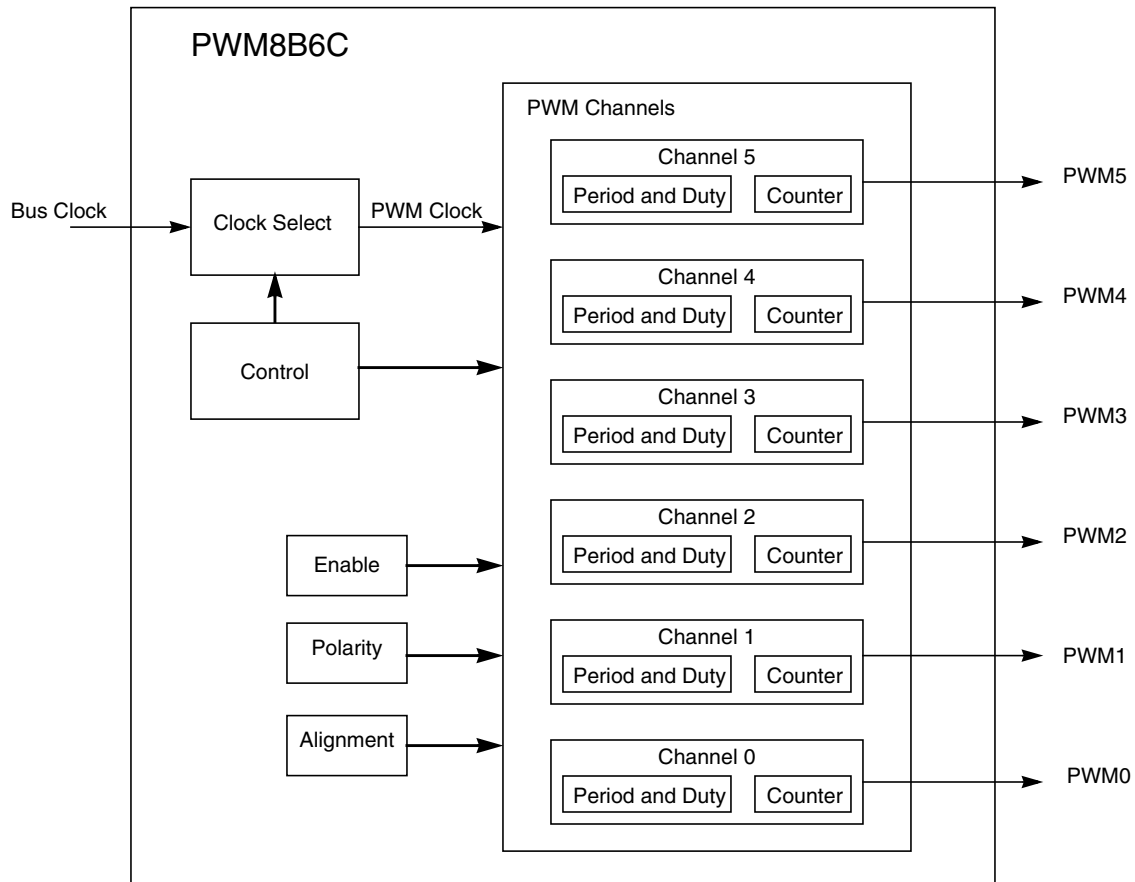 PWM8B6C
PWM Channels
Channel 5
Period and Duty
Counter
PWM5
Bus Clock
Clock Select
PWM Clock
Channel 4
Period and Duty
Counter
PWM4
Control
Channel 3
Period and Duty
Counter
PWM3
Channel 2
Period and Duty
Counter
PWM2
Enable
Channel 1
Period and Duty
Counter
PWM1
Polarity
Alignment
Channel 0
Period and Duty
Counter
PWM0